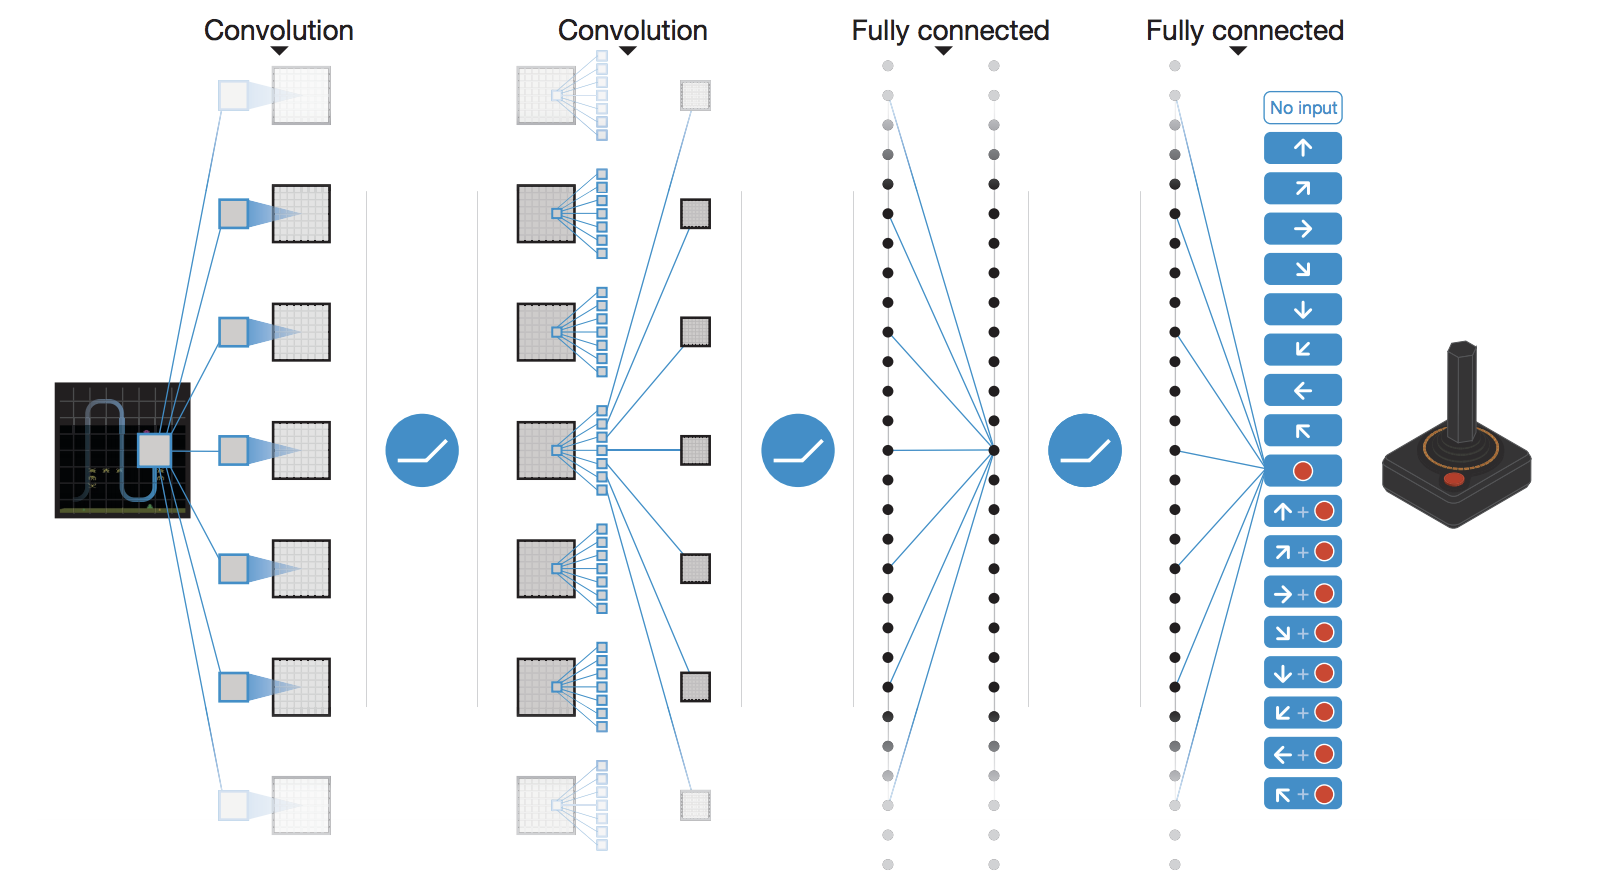 Convolution
Convolution
Fully connected
Fully connected
No input
+
+
+
+
+
+
+
+